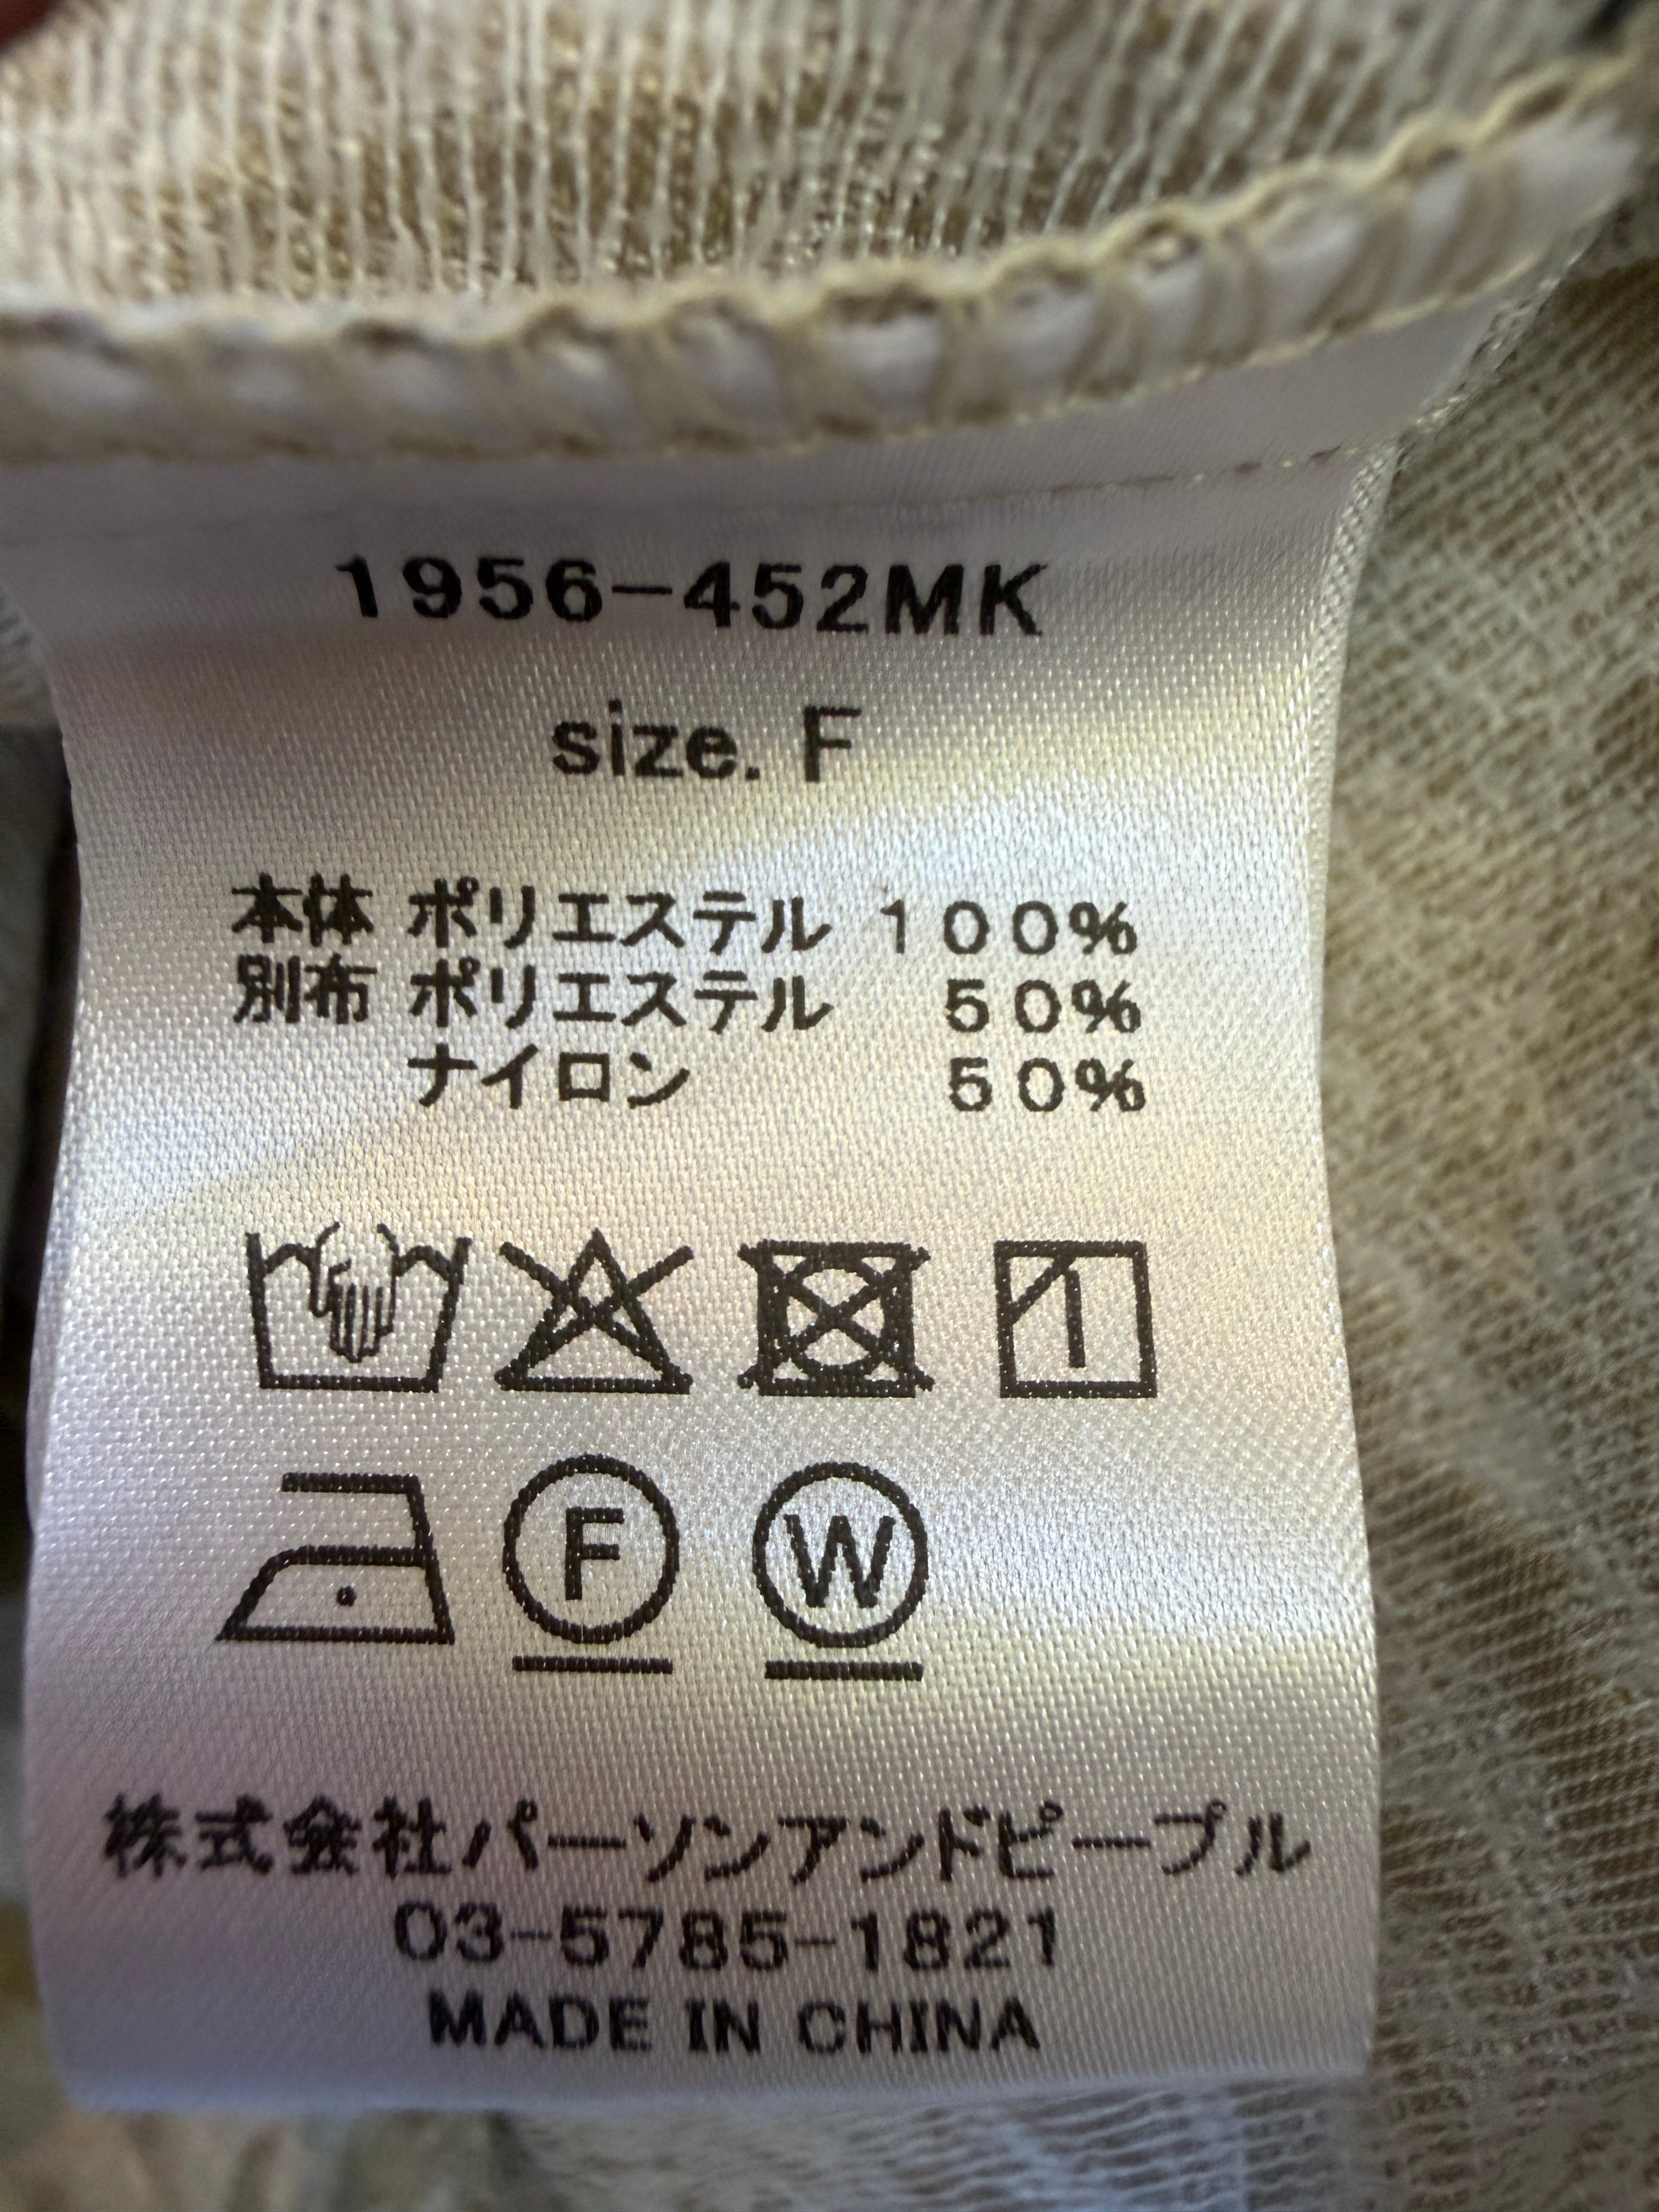 1956-452MK
size. F
本体 ポリエステル 100%
別布 ポリエステル 50%
ナイロン 50%
F W
株式会社パーソンアンドピープル
03-5785-1821
MADE IN CHINA